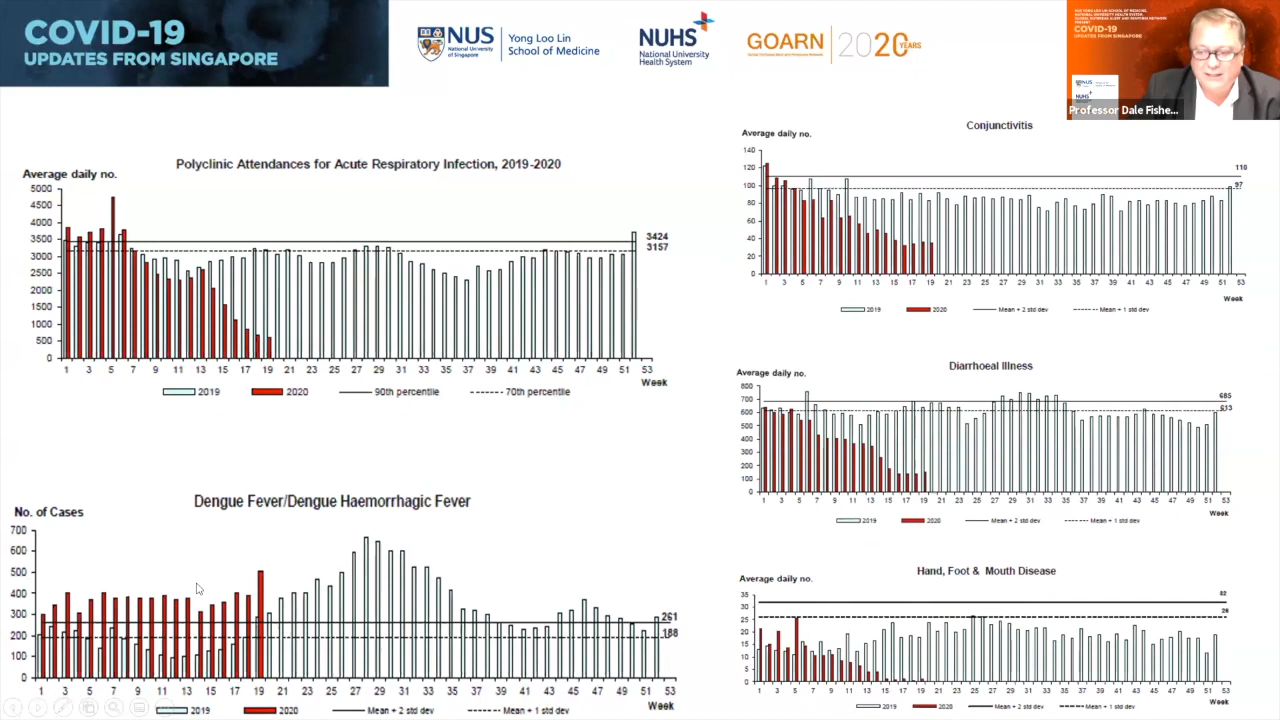 COVID-19
UPDATES FROM SINGAPORE
NUS
National University
of Singapore
Yong Loo Lin
School of Medicine
NUHS
National University
Health System
GOARN
2020 YEARS
COVID-19
UPDATES FROM SINGAPORE
NUS
NUHS
Professor Dale Fishe...
Polyclinic Attendances for Acute Respiratory Infection, 2019-2020
Average daily no.
5000
4500
4000
3500
3000
2500
2000
1500
1000
500
0
3424
3157
1 3 5 7 9 11 13 15 17 19 21 23 25 27 29 31 33 35 37 39 41 43 45 47 49 51 53
Week
2019 2020 90th percentile 70th percentile
Dengue Fever/Dengue Haemorrhagic Fever
No. of Cases
700
600
500
400
300
200
100
0
261
188
1 3 5 7 9 11 13 15 17 19 21 23 25 27 29 31 33 35 37 39 41 43 45 47 49 51 53
Week
2019 2020 Mean + 2 std dev Mean + 1 std dev
Conjunctivitis
Average daily no.
140
120
100
80
60
40
20
0
110
97
1 3 5 7 9 11 13 15 17 19 21 23 25 27 29 31 33 35 37 39 41 43 45 47 49 51 53
Week
2019 2020 Mean + 2 std dev Mean + 1 std dev
Diarrhoeal Illness
Average daily no.
800
700
600
500
400
300
200
100
0
685
613
1 3 5 7 9 11 13 15 17 19 21 23 25 27 29 31 33 35 37 39 41 43 45 47 49 51 53
Week
2019 2020 Mean + 2 std dev Mean + 1 std dev
Hand, Foot & Mouth Disease
Average daily no.
35
30
25
20
15
10
5
0
32
26
1 3 5 7 9 11 13 15 17 19 21 23 25 27 29 31 33 35 37 39 41 43 45 47 49 51 53
Week
2019 2020 Mean + 2 std dev Mean + 1 std dev